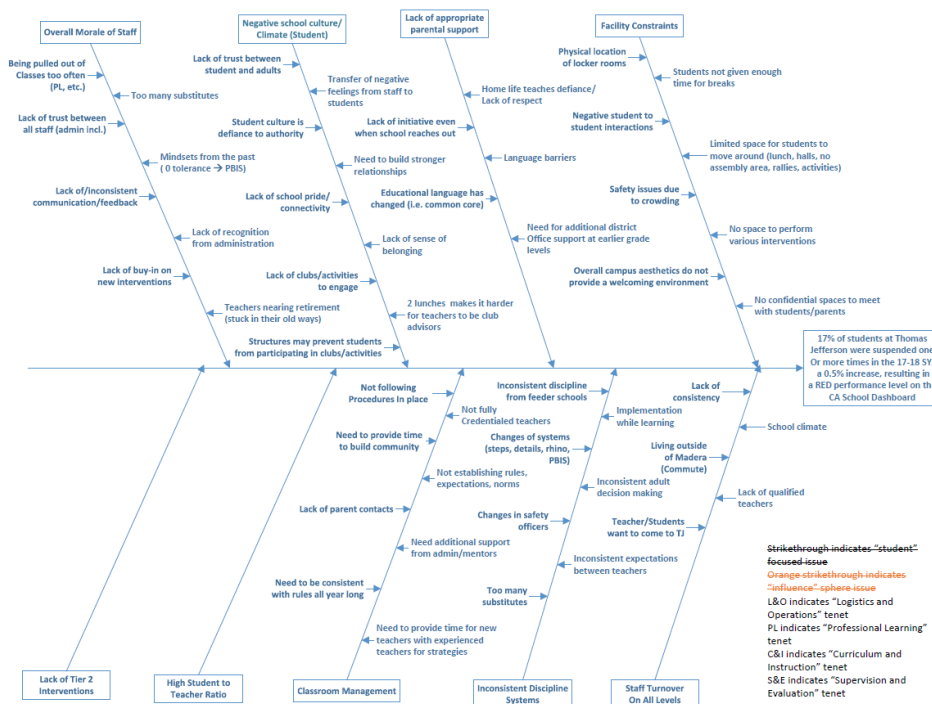 Overall Morale of Staff
Being pulled out of
Classes too often
(PL, etc.)
Too many substitutes
Lack of trust between
all staff (admin incl.)
Mindsets from the past
( 0 tolerance → PBIS)
Lack of/inconsistent
communication/feedback
Lack of recognition
from administration
Lack of buy-in on
new interventions
Teachers nearing retirement
(stuck in their old ways)
Negative school culture/
Climate (Student)
Lack of trust between
student and adults
Transfer of negative
feelings from staff to
students
Student culture is
defiance to authority
Need to build stronger
relationships
Lack of school pride/
connectivity
Lack of sense of
belonging
Lack of clubs/activities
to engage
2 lunches makes it harder
for teachers to be club
advisors
Structures may prevent students
from participating in clubs/activities
Lack of appropriate
parental support
Home life teaches defiance/
Lack of respect
Lack of initiative even
when school reaches out
Language barriers
Educational language has
changed (i.e. common core)
Need for additional district
Office support at earlier grade
levels
Facility Constraints
Physical location
of locker rooms
Students not given enough
time for breaks
Negative student to
student interactions
Limited space for students to
move around (lunch, halls, no
assembly area, rallies, activities)
Safety issues due
to crowding
No space to perform
various interventions
Overall campus aesthetics do not
provide a welcoming environment
No confidential spaces to meet
with students/parents
17% of students at Thomas
Jefferson were suspended one
Or more times in the 17-18 SY
a 0.5% increase, resulting in
a RED performance level on th
CA School Dashboard
Not following
Procedures In place
Not fully
Credentialed teachers
Need to provide time
to build community
Not establishing rules,
expectations, norms
Lack of parent contacts
Need additional support
from admin/mentors
Need to be consistent
with rules all year long
Need to provide time for new
teachers with experienced
teachers for strategies
Inconsistent discipline
from feeder schools
Implementation
while learning
Changes of systems
(steps, details, rhino,
PBIS)
Inconsistent adult
decision making
Changes in safety
officers
Inconsistent expectations
between teachers
Too many
substitutes
Lack of
consistency
School climate
Living outside
of Madera
(Commute)
Lack of qualified
teachers
Teacher/Students
want to come to TJ
Lack of Tier 2
Interventions
High Student to
Teacher Ratio
Classroom Management
Inconsistent Discipline
Systems
Staff Turnover
On All Levels
Strikethrough indicates "student"
focused issue
Orange strikethrough indicates
"influence" sphere issue
L&O indicates "Logistics and
Operations" tenet
PL indicates "Professional Learning"
tenet
C&I indicates "Curriculum and
Instruction" tenet
S&E indicates "Supervision and
Evaluation" tenet